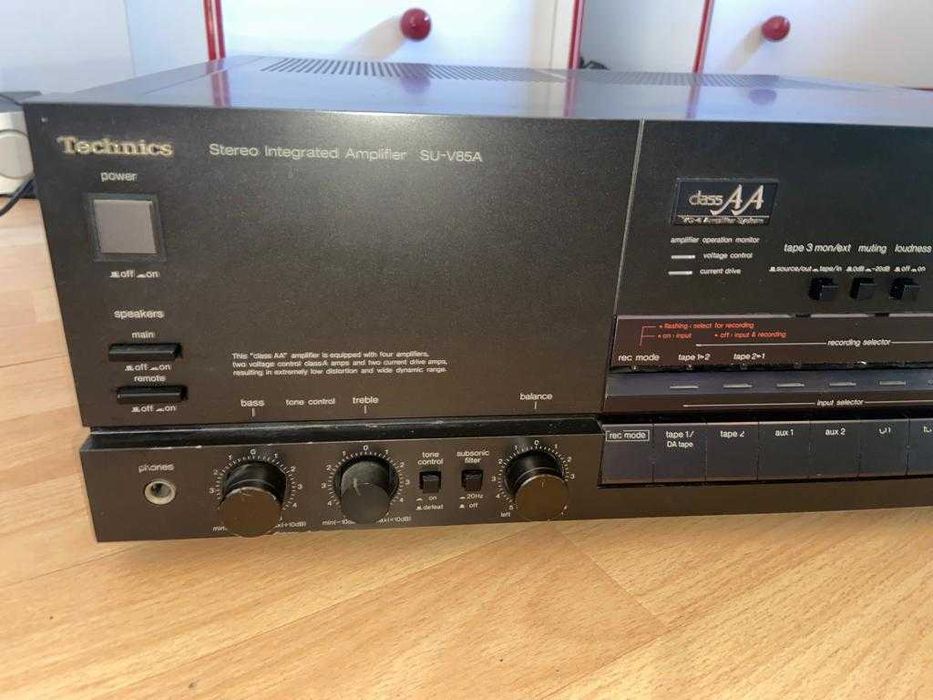 Technics
Stereo Integrated Amplifier SU-V85A
power
off on
speakers
main
off on
remote
off on
This "class AA" amplifier is equipped with four amplifiers,
two voltage control class A amps and two current drive amps,
resulting in extremely low distortion and wide dynamic range.
class AA
VC-4 Amplifier System
amplifier operation monitor
voltage control
current drive
tape 3 mon/ext muting loudness
source/out tape/in 0dB -20dB off on
flashing : select for recording
on : input off : input & recording
recording selector
rec mode tape 1▸2 tape 2▸1
input selector
rec mode tape 1/ tape 2 aux 1 aux 2
DA tape
bass tone control treble balance
phones
tone
control
on
defeat
subsonic
filter
20Hz
off
left